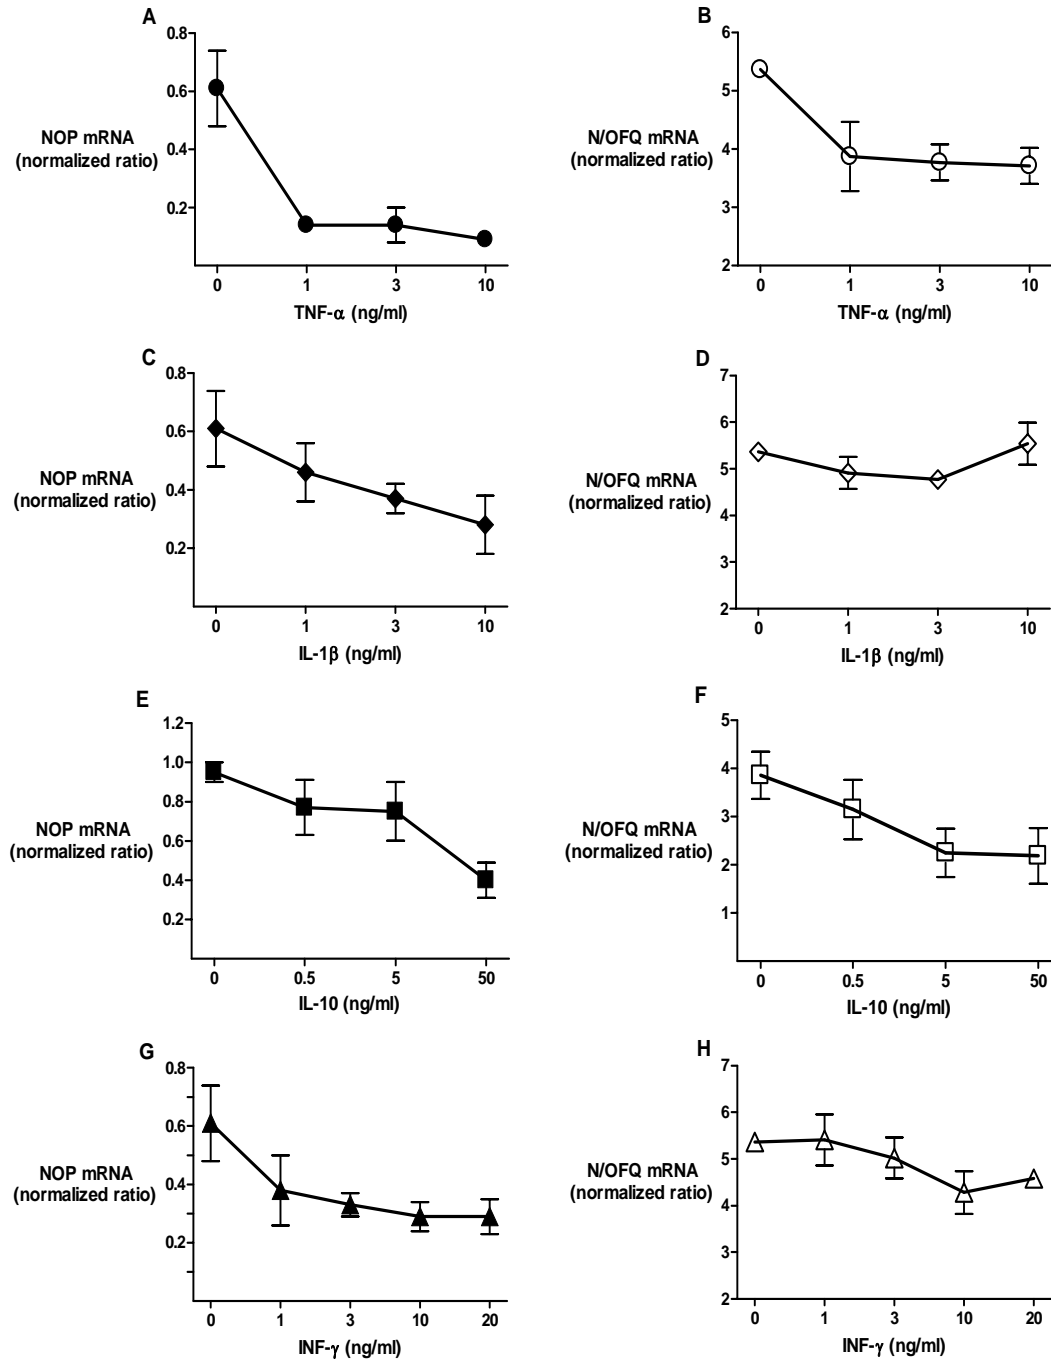 A
0.8
0.6
0.4
0.2
NOP mRNA
(normalized ratio)
0 1 3 10
TNF-α (ng/ml)
B
6
5
4
3
2
N/OFQ mRNA
(normalized ratio)
0 1 3 10
TNF-α (ng/ml)
C
0.8
0.6
0.4
0.2
NOP mRNA
(normalized ratio)
0 1 3 10
IL-1β (ng/ml)
D
7
6
5
4
3
2
N/OFQ mRNA
(normalized ratio)
0 1 3 10
IL-1β (ng/ml)
E
1.2
1.0
0.8
0.6
0.4
0.2
NOP mRNA
(normalized ratio)
0 0.5 5 50
IL-10 (ng/ml)
F
5
4
3
2
1
N/OFQ mRNA
(normalized ratio)
0 0.5 5 50
IL-10 (ng/ml)
G
0.8
0.6
0.4
0.2
NOP mRNA
(normalized ratio)
0 1 3 10 20
INF-γ (ng/ml)
H
7
6
5
4
3
2
N/OFQ mRNA
(normalized ratio)
0 1 3 10 20
INF-γ (ng/ml)